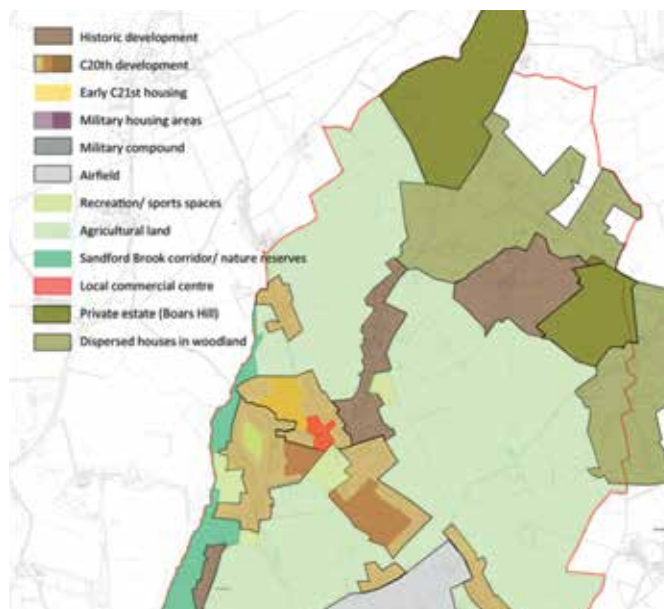 Historic development
C20th development
Early C21st housing
Military housing areas
Military compound
Airfield
Recreation/ sports spaces
Agricultural land
Sandford Brook corridor/ nature reserves
Local commercial centre
Private estate (Boars Hill)
Dispersed houses in woodland